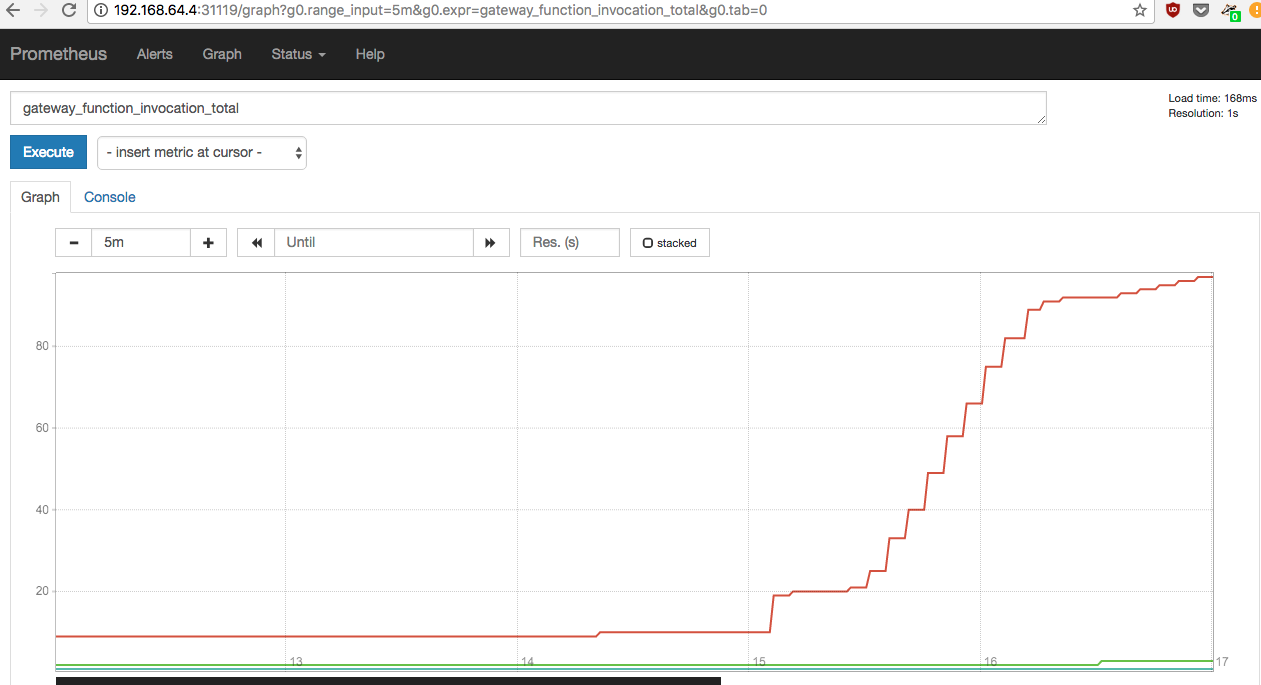 192.168.64.4:31119/graph?g0.range_input=5m&g0.expr=gateway_function_invocation_total&g0.tab=0
0
Prometheus Alerts Graph Status Help
gateway_function_invocation_total
Load time: 168ms
Resolution: 1s
Execute - insert metric at cursor -
Graph Console
5m Until Res. (s) stacked
80
60
40
20
13 14 15 16 17